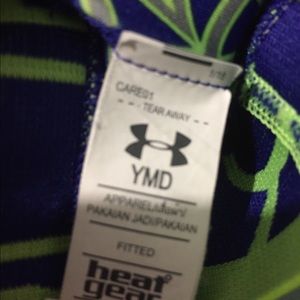 CARE01
TEAR AWAY
YMD
APPAREL/
PAKAIAN JADI/PAKAIAN
FITTED
heat
gear